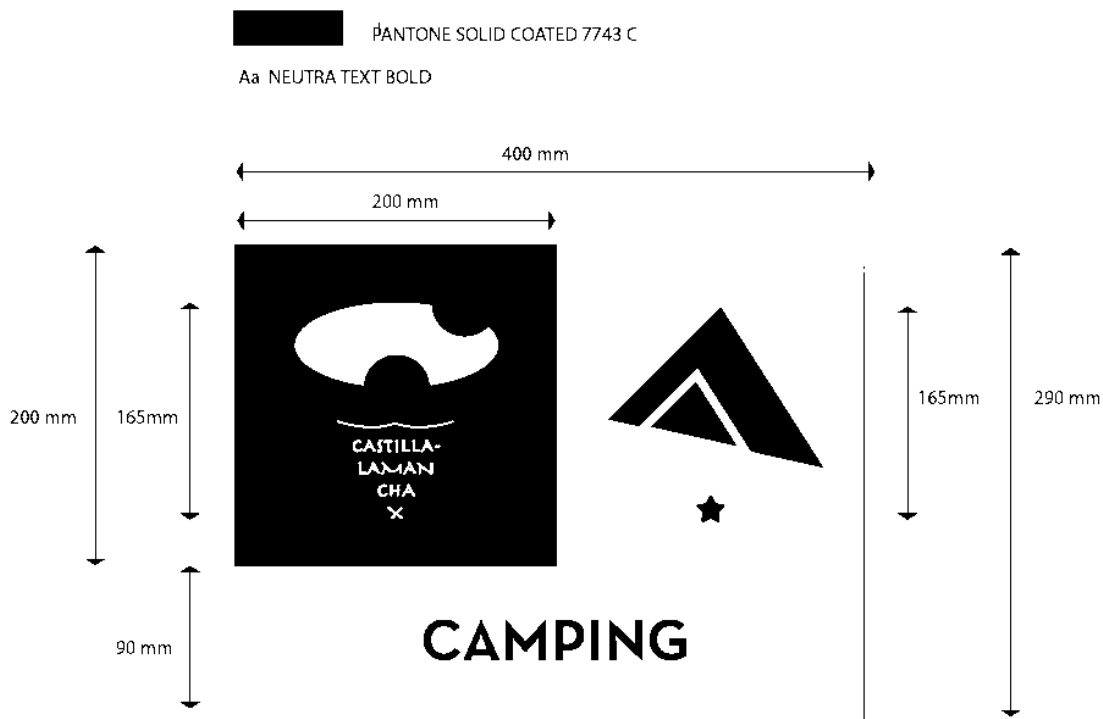 PANTONE SOLID COATED 7743 C
Aa NEUTRA TEXT BOLD
400 mm
200 mm
200 mm
165mm
CASTILLA-
LAMAN
CHA
X
165mm
290 mm
90 mm
CAMPING